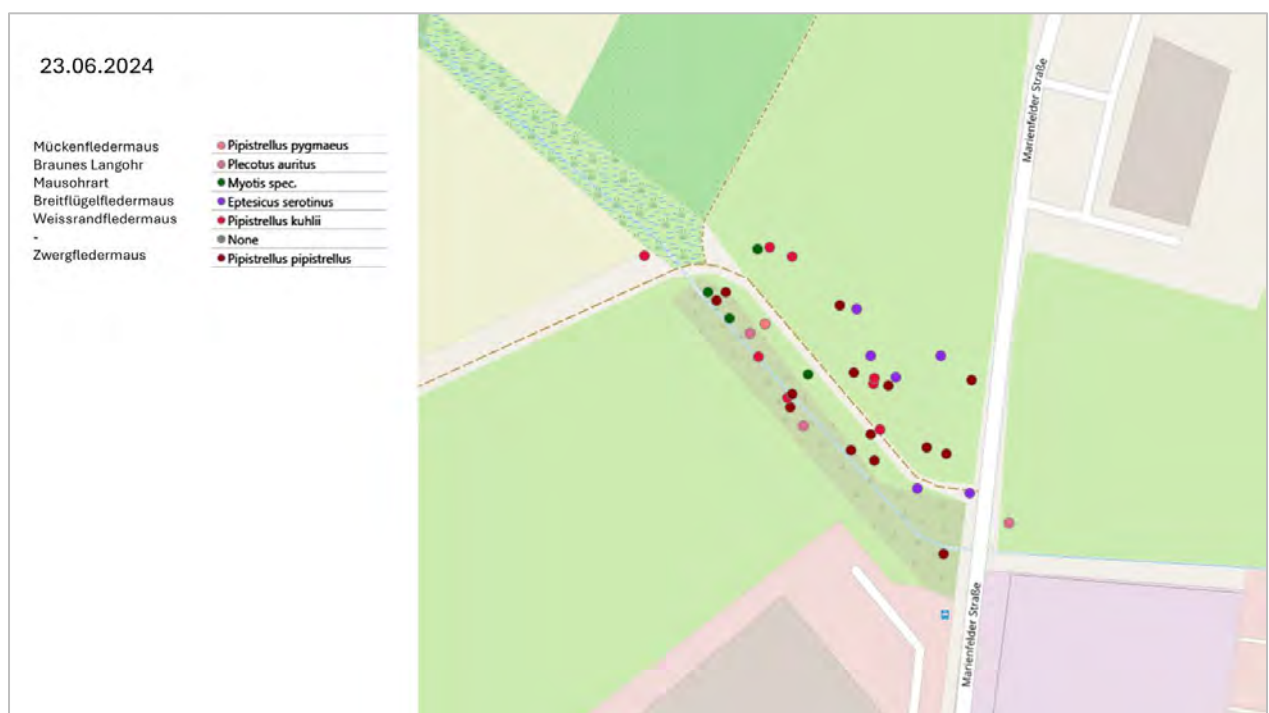 23.06.2024
Mückenfledermaus Pipistrellus pygmaeus
Braunes Langohr Plecotus auritus
Mausohrart Myotis spec.
Breitflügelfledermaus Eptesicus serotinus
Weissrandfledermaus Pipistrellus kuhlii
- None
Zwergfledermaus Pipistrellus pipistrellus
Marienfelder Straße
Marienfelder Straße